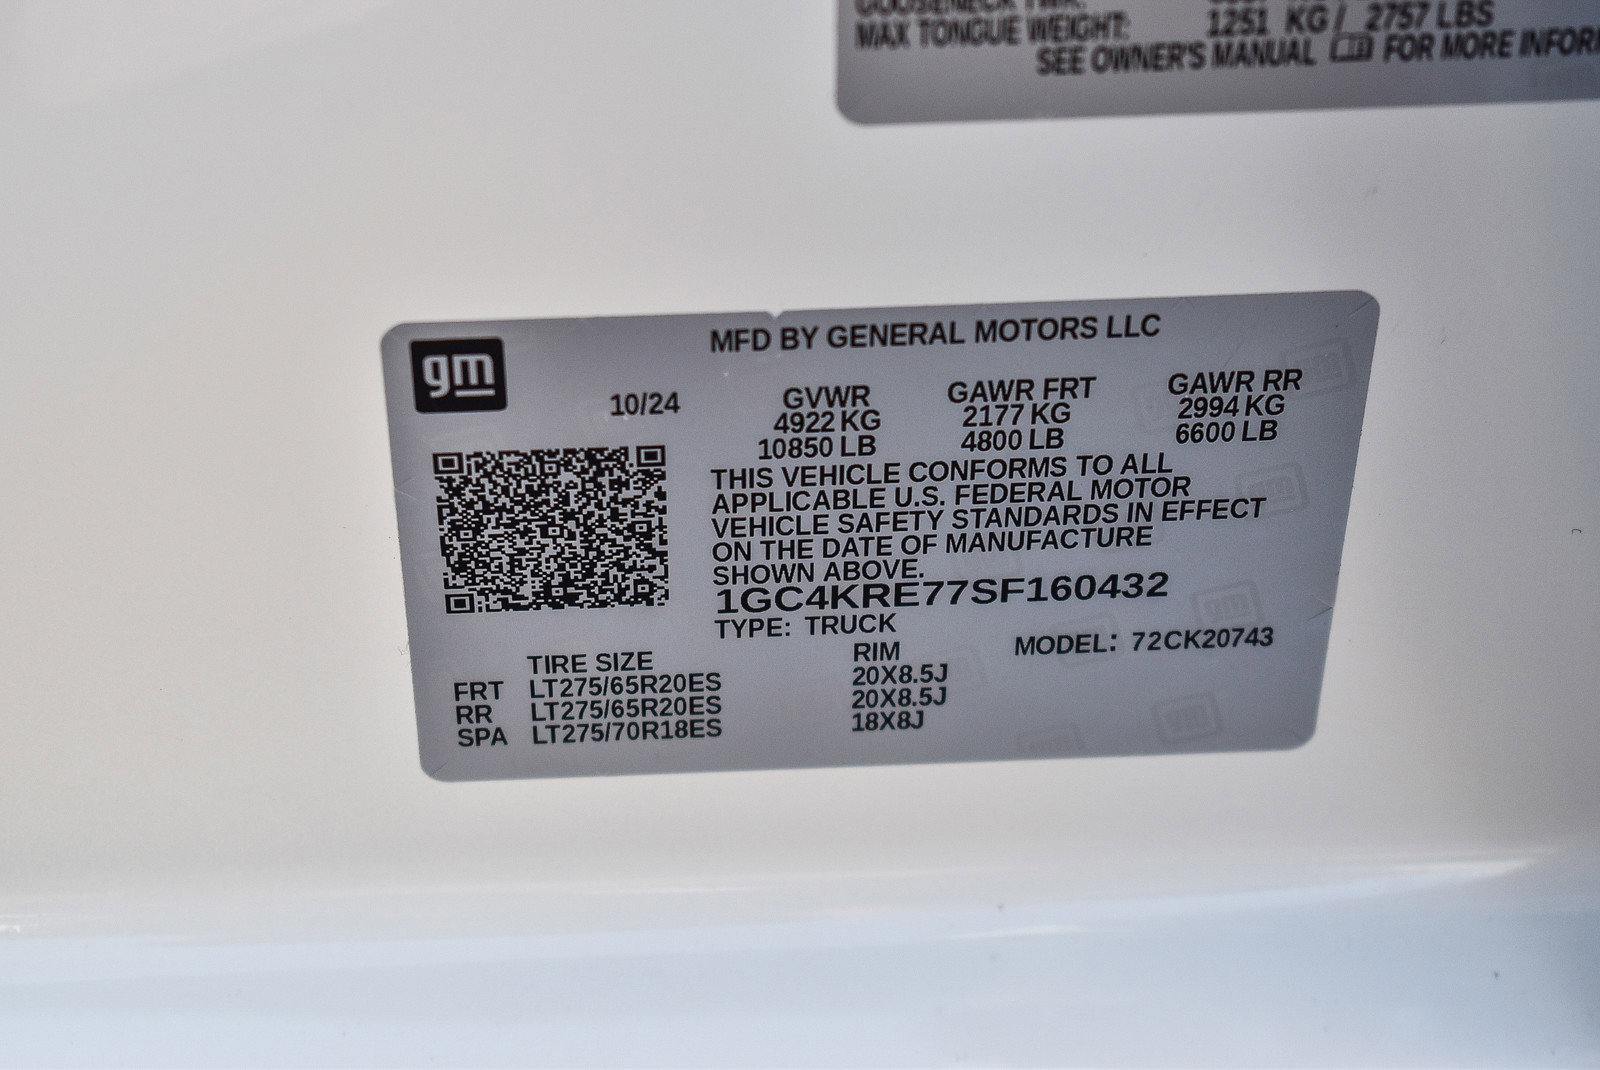 MAX TONGUE WEIGHT: 1251 KG / 2757 LBS
SEE OWNER'S MANUAL FOR MORE
gm
MFD BY GENERAL MOTORS LLC
10/24 GVWR GAWR FRT GAWR RR
4922 KG 2177 KG 2994 KG
10850 LB 4800 LB 6600 LB
THIS VEHICLE CONFORMS TO ALL
APPLICABLE U.S. FEDERAL MOTOR
VEHICLE SAFETY STANDARDS IN EFFECT
ON THE DATE OF MANUFACTURE
SHOWN ABOVE.
1GC4KRE77SF160432
TYPE: TRUCK
MODEL: 72CK20743
TIRE SIZE RIM
FRT LT275/65R20ES 20X8.5J
RR LT275/65R20ES 20X8.5J
SPA LT275/70R18ES 18X8J